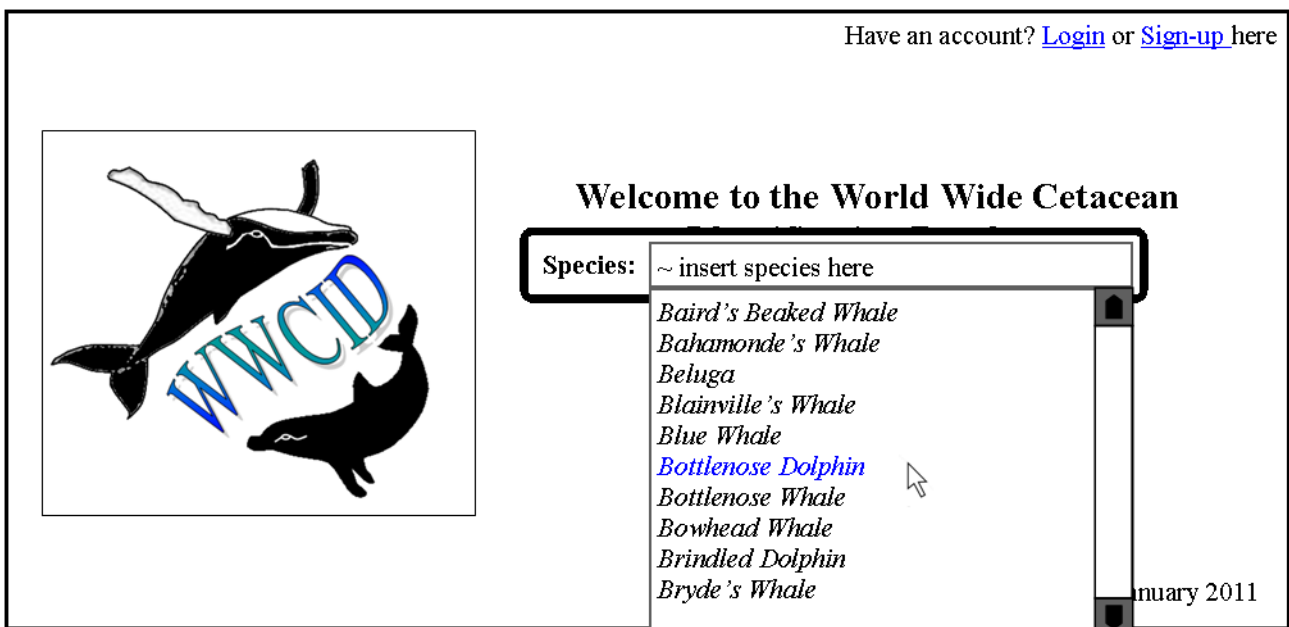 Have an account? Login or Sign-up here
WWCID
Welcome to the World Wide Cetacean
Species: ~ insert species here
Baird's Beaked Whale
Bahamonde's Whale
Beluga
Blainville's Whale
Blue Whale
Bottlenose Dolphin
Bottlenose Whale
Bowhead Whale
Brindled Dolphin
Bryde's Whale
2011